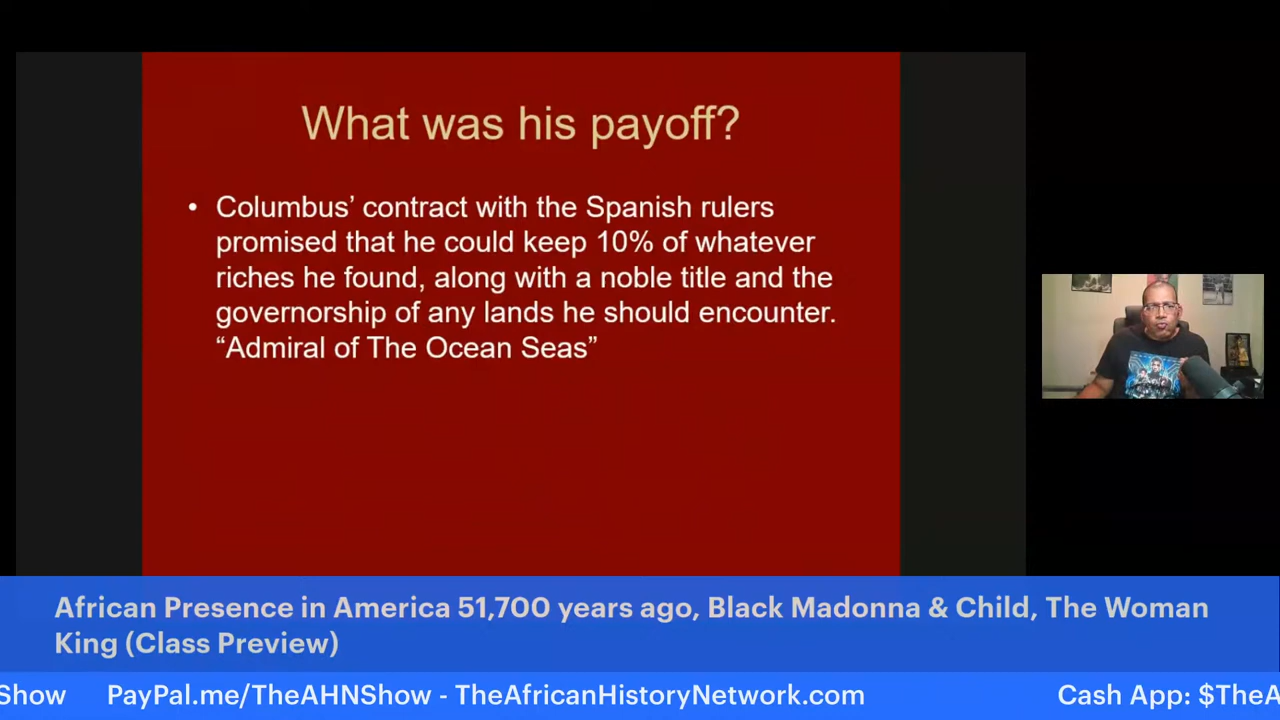 What was his payoff?
• Columbus’ contract with the Spanish rulers
promised that he could keep 10% of whatever
riches he found, along with a noble title and the
governorship of any lands he should encounter.
“Admiral of The Ocean Seas”
African Presence in America 51,700 years ago, Black Madonna & Child, The Woman
King (Class Preview)
Show PayPal.me/TheAHNShow - TheAfricanHistoryNetwork.com Cash App: $TheA